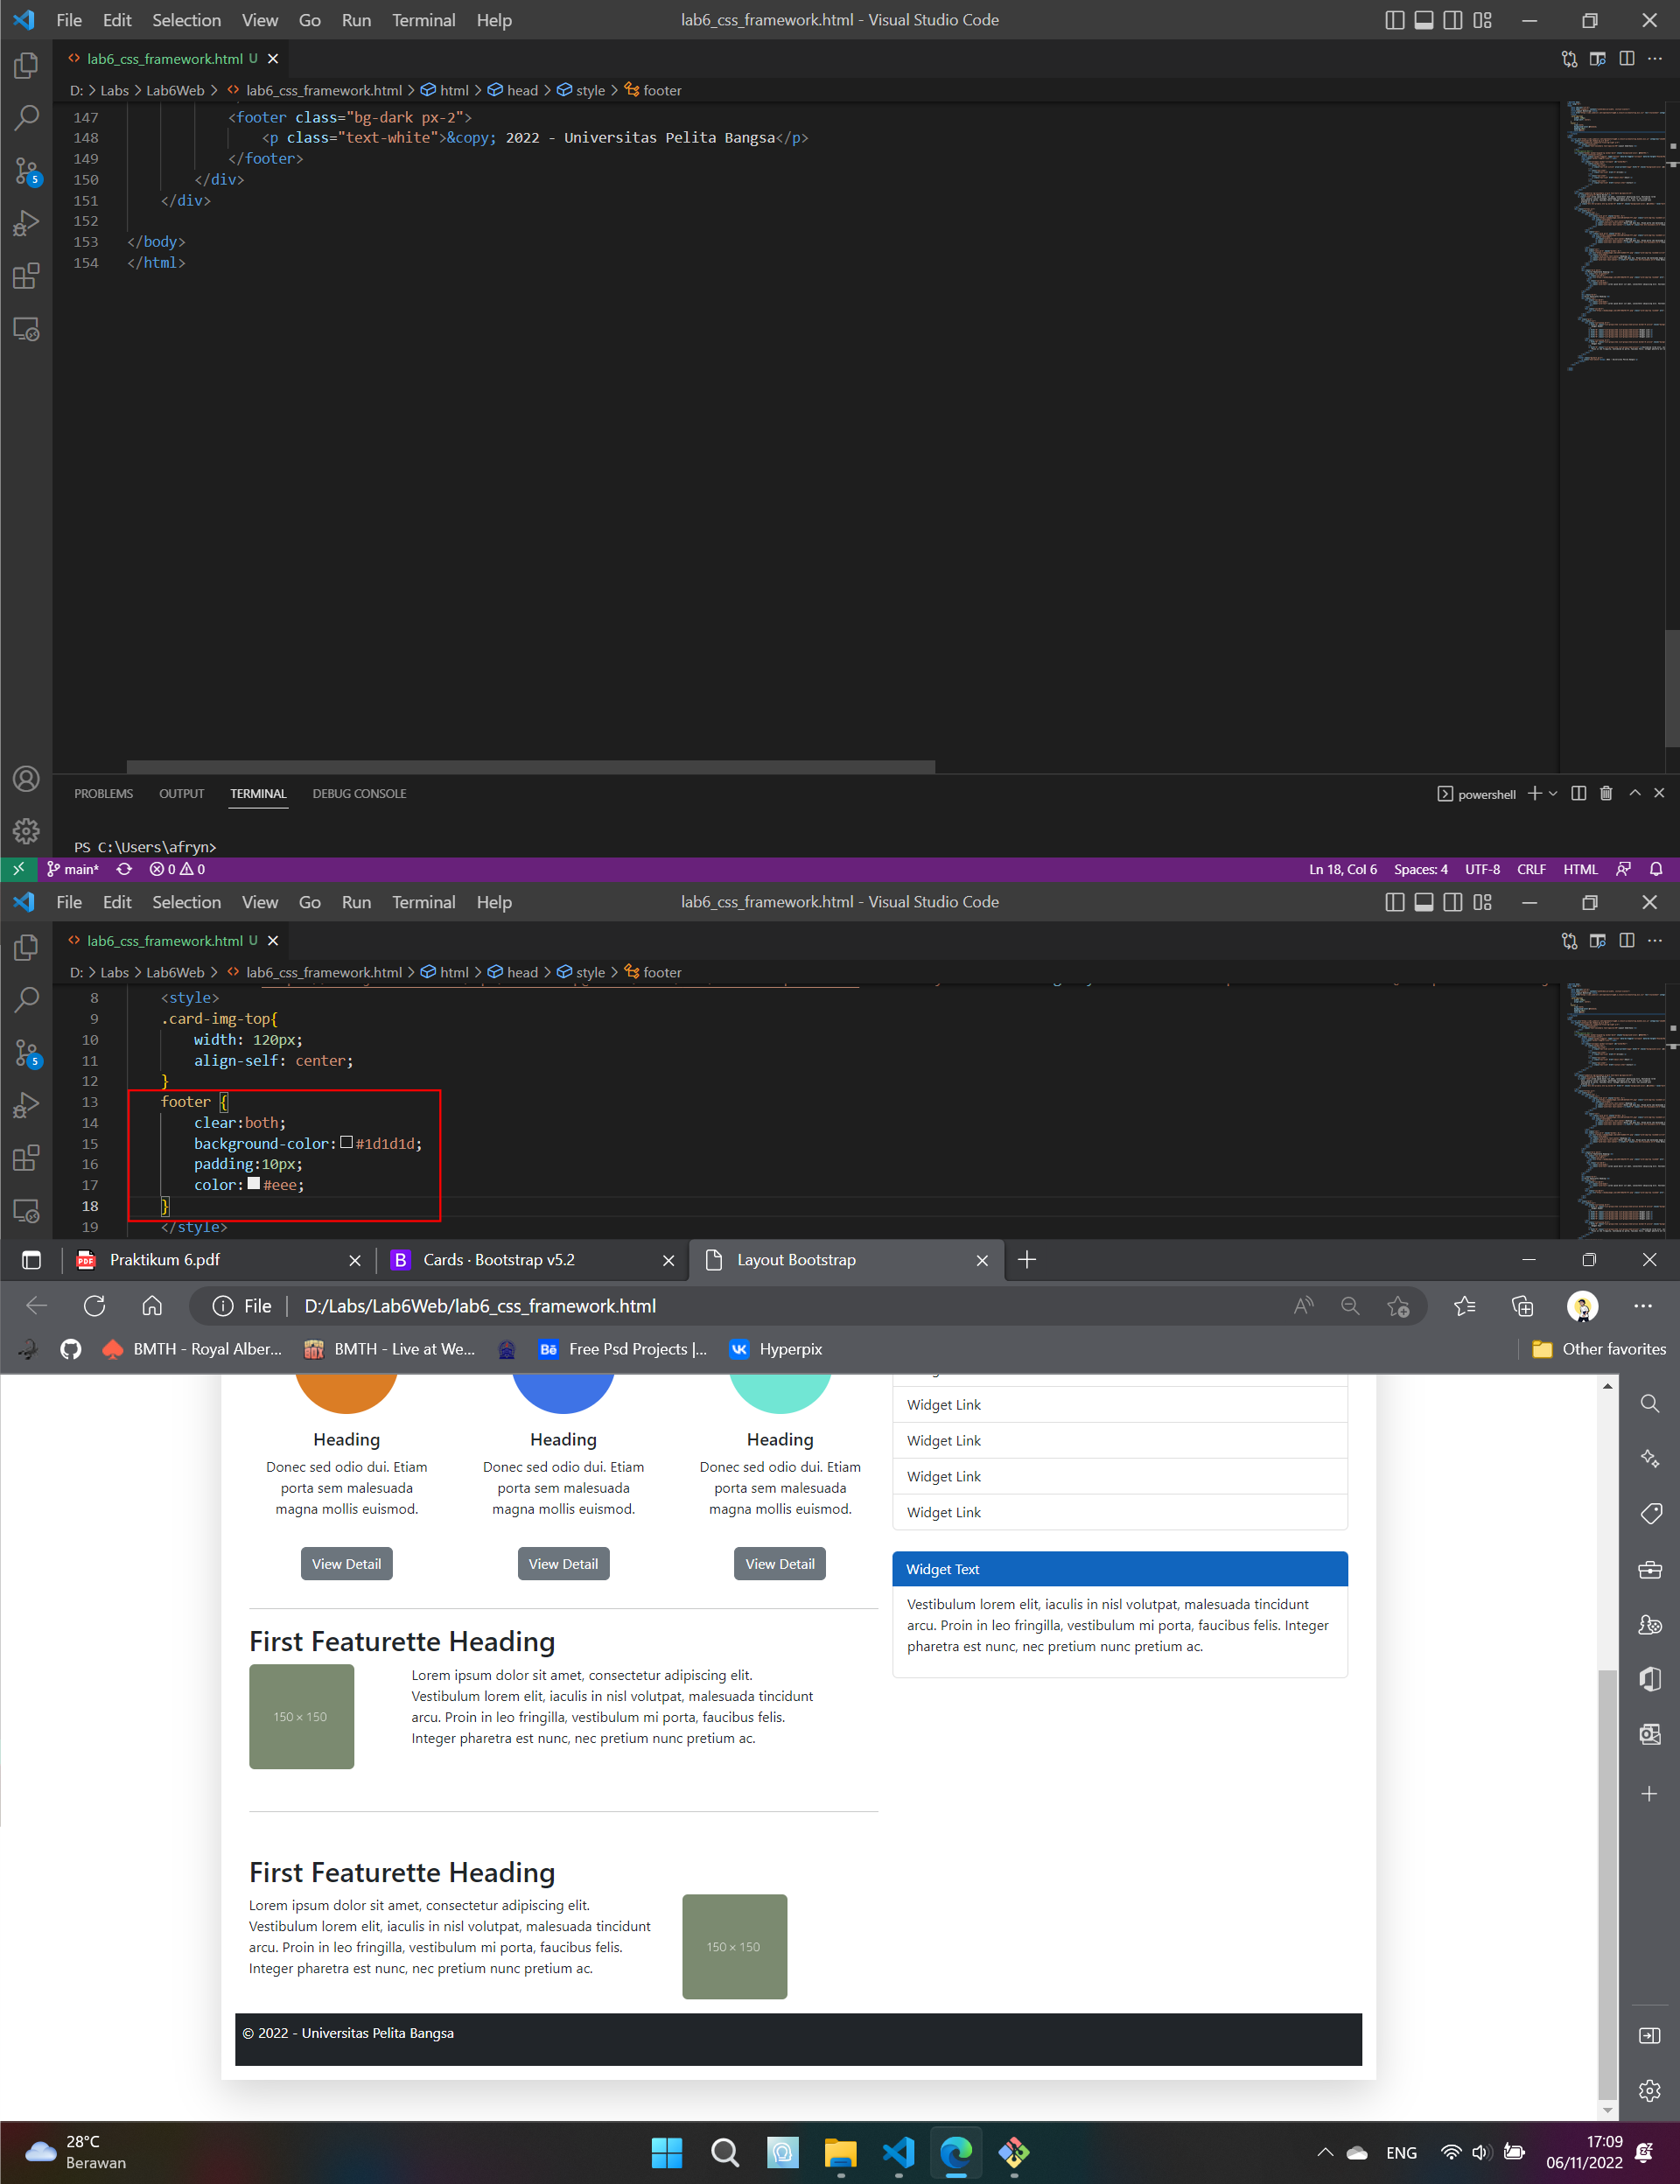 File Edit Selection View Go Run Terminal Help lab6_css_framework.html - Visual Studio Code
lab6_css_framework.html U
D: > Labs > Lab6Web > lab6_css_framework.html > html > head > style > footer
147 <footer class="bg-dark px-2">
148 <p class="text-white">&copy; 2022 - Universitas Pelita Bangsa</p>
149 </footer>
150 </div>
151 </div>
152
153 </body>
154 </html>
5
PROBLEMS OUTPUT TERMINAL DEBUG CONSOLE powershell
PS C:\Users\afryn>
main* 0 0 Ln 18, Col 6 Spaces: 4 UTF-8 CRLF HTML
File Edit Selection View Go Run Terminal Help lab6_css_framework.html - Visual Studio Code
lab6_css_framework.html U
D: > Labs > Lab6Web > lab6_css_framework.html > html > head > style > footer
8 <style>
9 .card-img-top{
10 width: 120px;
11 align-self: center;
12 }
13 footer {
14 clear:both;
15 background-color:#1d1d1d;
16 padding:10px;
17 color:#eee;
18 }
19 </style>
5
PDF Praktikum 6.pdf B Cards · Bootstrap v5.2 Layout Bootstrap
File D:/Labs/Lab6Web/lab6_css_framework.html
BMTH - Royal Alber... BMTH - Live at We... Free Psd Projects |... Hyperpix Other favorites
Widget Link
Widget Link
Widget Link
Widget Link
Heading Heading Heading
Donec sed odio dui. Etiam Donec sed odio dui. Etiam Donec sed odio dui. Etiam
porta sem malesuada porta sem malesuada porta sem malesuada
magna mollis euismod. magna mollis euismod. magna mollis euismod.
View Detail View Detail View Detail
Widget Text
Vestibulum lorem elit, iaculis in nisl volutpat, malesuada tincidunt
arcu. Proin in leo fringilla, vestibulum mi porta, faucibus felis. Integer
pharetra est nunc, nec pretium nunc pretium ac.
First Featurette Heading
150 × 150
Lorem ipsum dolor sit amet, consectetur adipiscing elit.
Vestibulum lorem elit, iaculis in nisl volutpat, malesuada tincidunt
arcu. Proin in leo fringilla, vestibulum mi porta, faucibus felis.
Integer pharetra est nunc, nec pretium nunc pretium ac.
First Featurette Heading
Lorem ipsum dolor sit amet, consectetur adipiscing elit.
Vestibulum lorem elit, iaculis in nisl volutpat, malesuada tincidunt
arcu. Proin in leo fringilla, vestibulum mi porta, faucibus felis.
Integer pharetra est nunc, nec pretium nunc pretium ac.
150 × 150
© 2022 - Universitas Pelita Bangsa
28°C
Berawan
ENG
17:09
06/11/2022